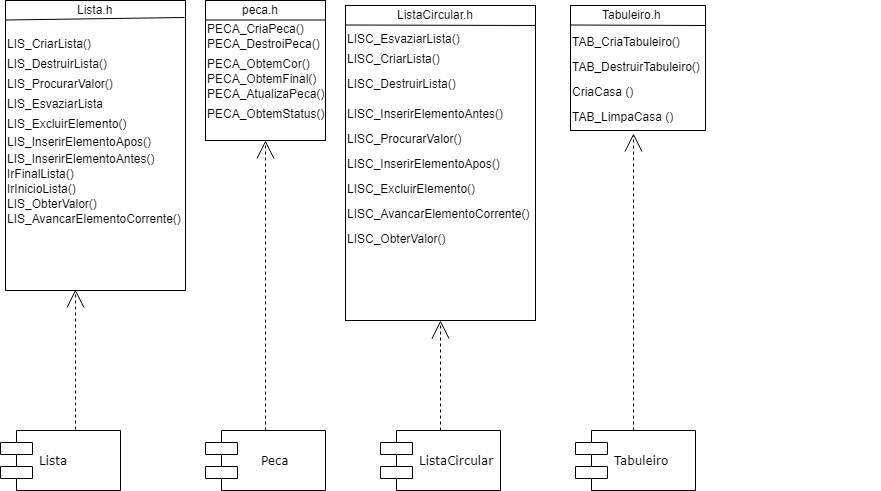 Lista.h
LIS_CriarLista()
LIS_DestruirLista()
LIS_ProcurarValor()
LIS_EsvaziarLista
LIS_ExcluirElemento()
LIS_InserirElementoApos()
LIS_InserirElementoAntes()
IrFinalLista()
IrInicioLista()
LIS_ObterValor()
LIS_AvancarElementoCorrente()
peca.h
PECA_CriaPeca()
PECA_DestroiPeca()
PECA_ObtemCor()
PECA_ObtemFinal()
PECA_AtualizaPeca()
PECA_ObtemStatus()
ListaCircular.h
LISC_EsvaziarLista()
LISC_CriarLista()
LISC_DestruirLista()
LISC_InserirElementoAntes()
LISC_ProcurarValor()
LISC_InserirElementoApos()
LISC_ExcluirElemento()
LISC_AvancarElementoCorrente()
LISC_ObterValor()
Tabuleiro.h
TAB_CriaTabuleiro()
TAB_DestruirTabuleiro()
CriaCasa ()
TAB_LimpaCasa ()
Lista
Peca
ListaCircular
Tabuleiro